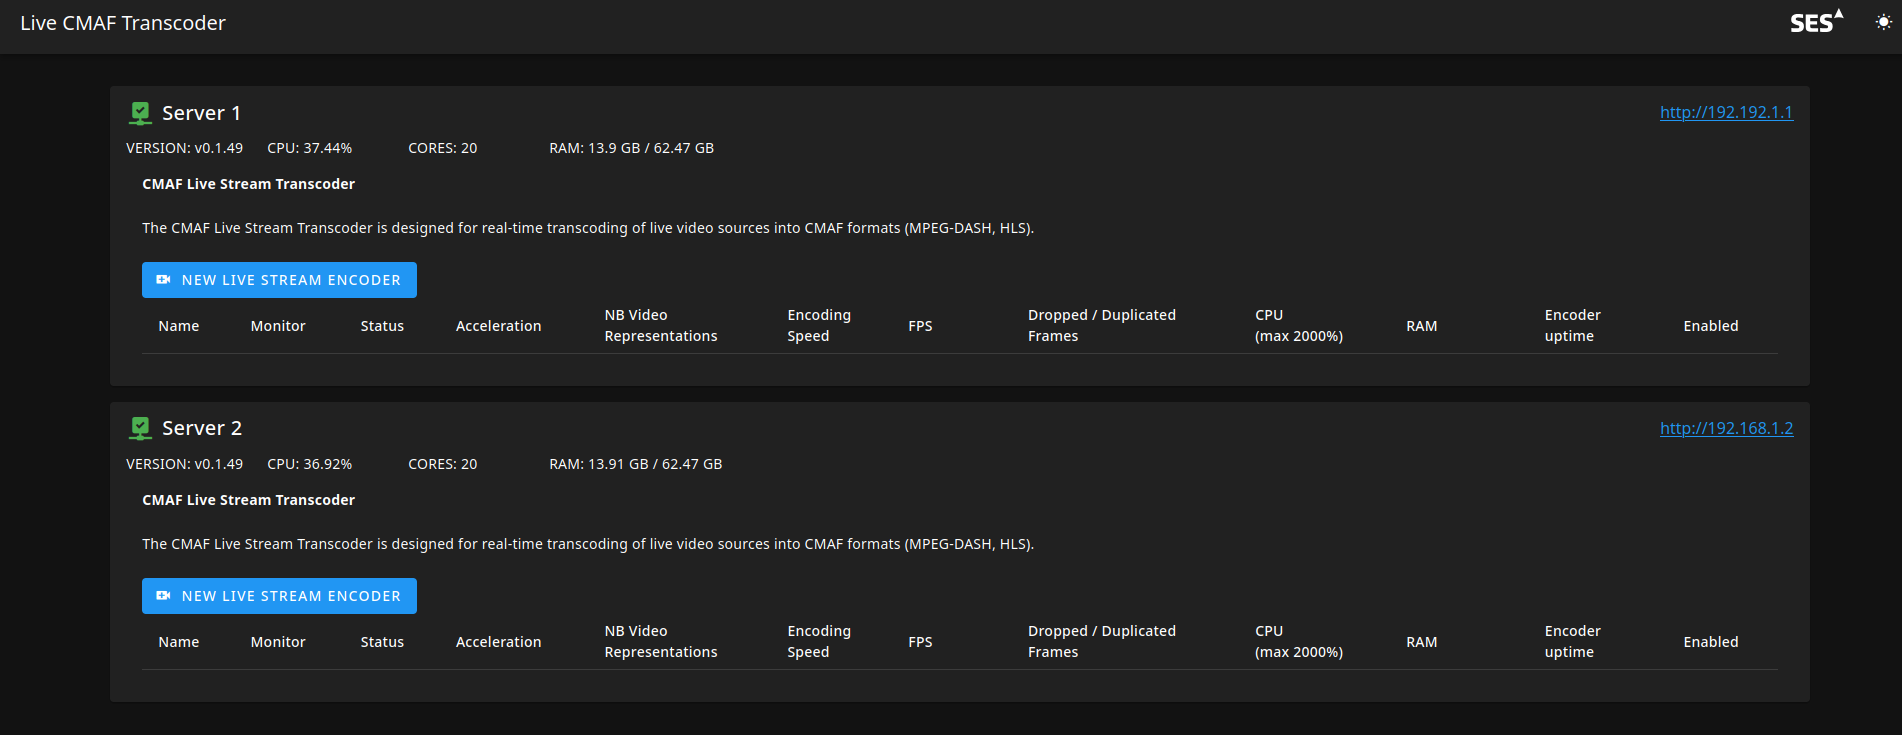 Live CMAF Transcoder
SES
Server 1
http://192.192.1.1
VERSION: v0.1.49 CPU: 37.44% CORES: 20 RAM: 13.9 GB / 62.47 GB
CMAF Live Stream Transcoder
The CMAF Live Stream Transcoder is designed for real-time transcoding of live video sources into CMAF formats (MPEG-DASH, HLS).
NEW LIVE STREAM ENCODER
Name
Monitor
Status
Acceleration
NB Video
Representations
Encoding
Speed
FPS
Dropped / Duplicated
Frames
CPU
(max 2000%)
RAM
Encoder
uptime
Enabled
Server 2
http://192.168.1.2
VERSION: v0.1.49 CPU: 36.92% CORES: 20 RAM: 13.91 GB / 62.47 GB
CMAF Live Stream Transcoder
The CMAF Live Stream Transcoder is designed for real-time transcoding of live video sources into CMAF formats (MPEG-DASH, HLS).
NEW LIVE STREAM ENCODER
Name
Monitor
Status
Acceleration
NB Video
Representations
Encoding
Speed
FPS
Dropped / Duplicated
Frames
CPU
(max 2000%)
RAM
Encoder
uptime
Enabled